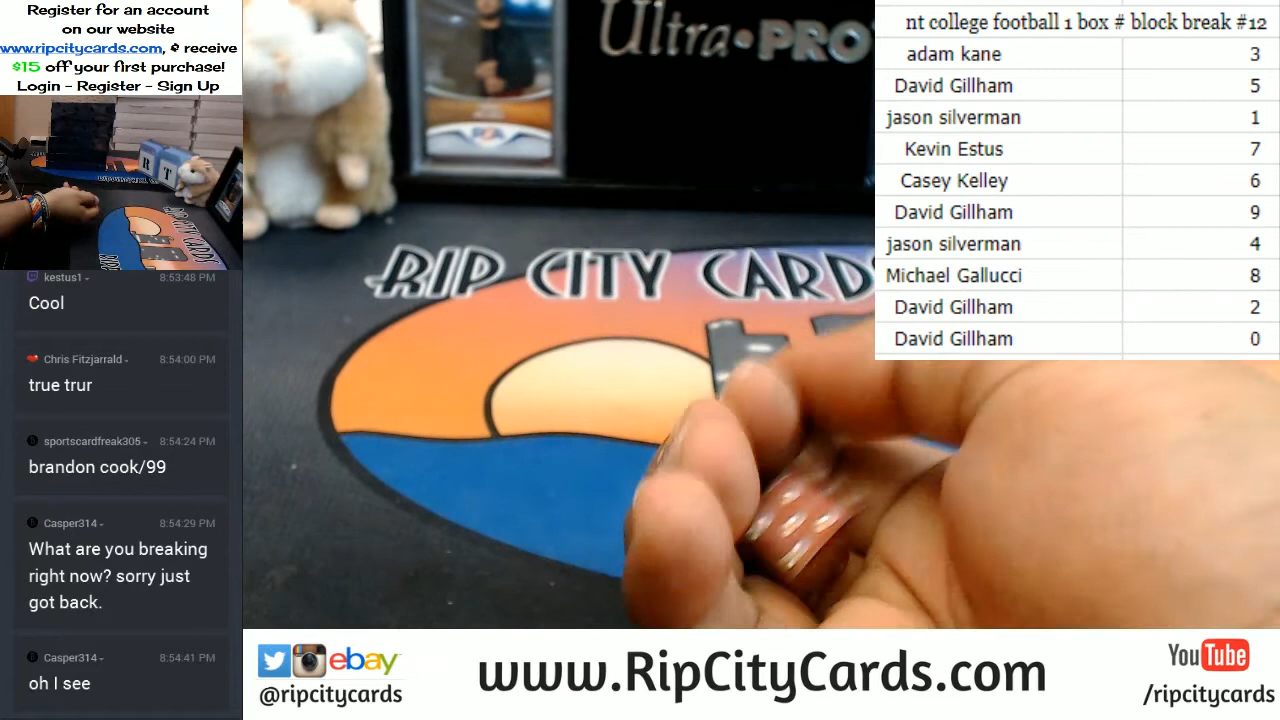 Register for an account
on our website
www.ripcitycards.com, & receive
$15 off your first purchase!
Login - Register - Sign Up
R T
RIP CITY CARDS
kestus1 8:53:48 PM
Cool
Chris Fitzjarrald 8:54:00 PM
true trur
sportscardfreak305 8:54:24 PM
brandon cook/99
Casper314 8:54:29 PM
What are you breaking
right now? sorry just
got back.
Casper314 8:54:41 PM
oh I see
Ultra•PRO
RIP CITY CARDS
nt college football 1 box # block break #12
adam kane 3
David Gillham 5
jason silverman 1
Kevin Estus 7
Casey Kelley 6
David Gillham 9
jason silverman 4
Michael Gallucci 8
David Gillham 2
David Gillham 0
ebay
@ripcitycards
www.RipCityCards.com
YouTube
/ripcitycards